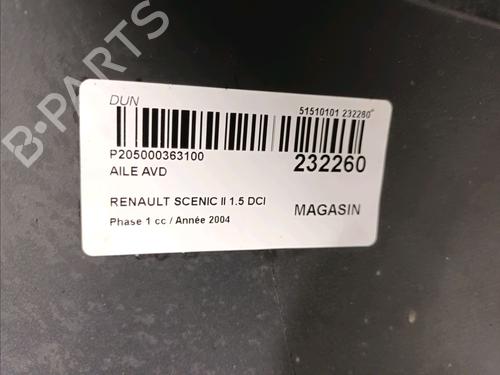 DUN
51510101 232260
P205000363100
232260
AILE AVD
RENAULT SCENIC II 1.5 DCI
MAGASIN
Phase 1 cc / Année 2004
B-PARTS